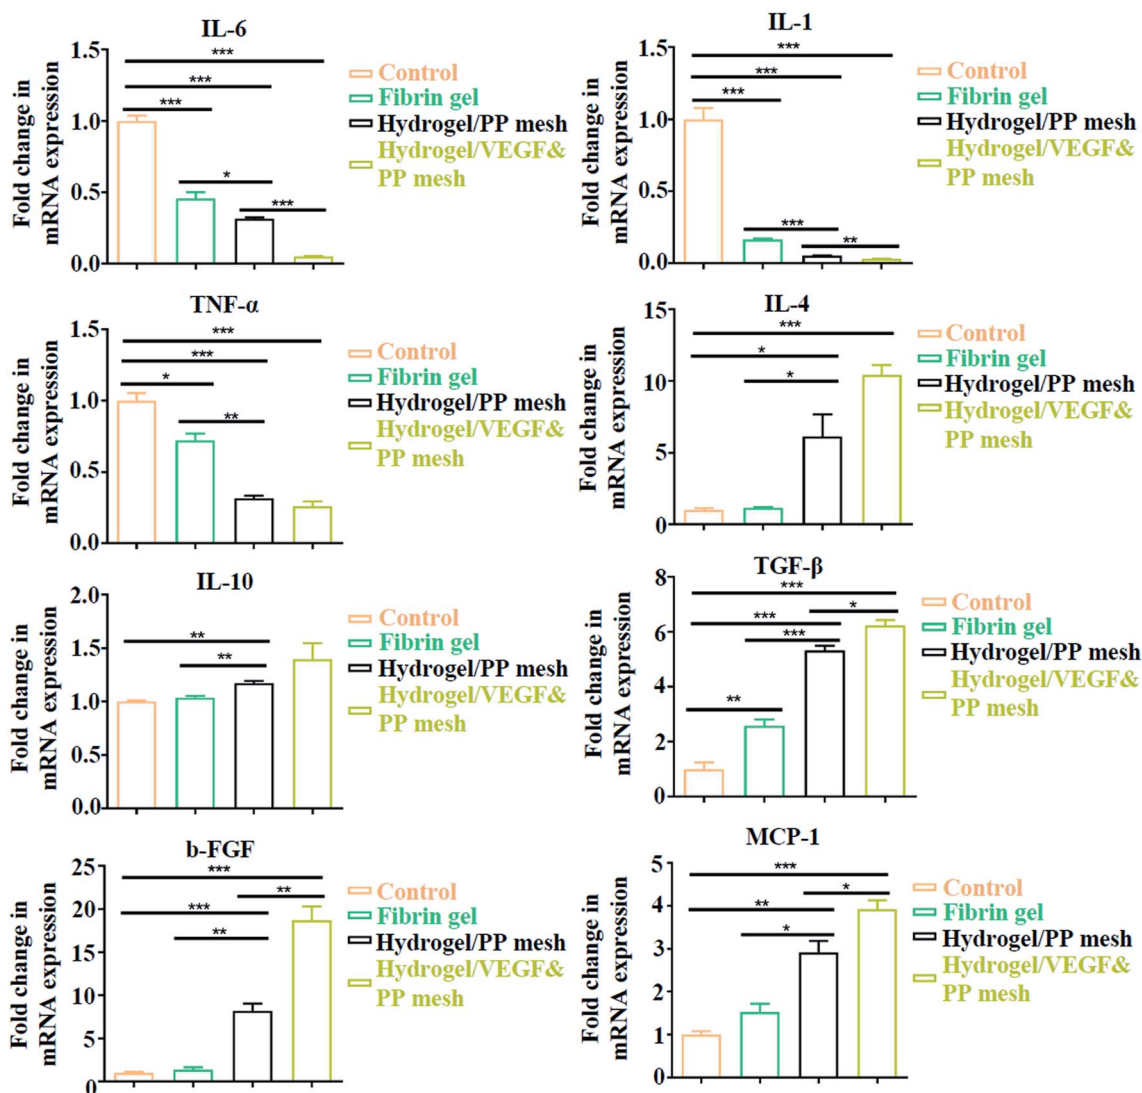 IL-6
Fold change in
mRNA expression
1.5
1.0
0.5
0.0
***
***
***
*
***
Control
Fibrin gel
Hydrogel/PP mesh
Hydrogel/VEGF&
PP mesh
IL-1
Fold change in
mRNA expression
1.5
1.0
0.5
0.0
***
***
***
***
**
Control
Fibrin gel
Hydrogel/PP mesh
Hydrogel/VEGF&
PP mesh
TNF-α
Fold change in
mRNA expression
1.5
1.0
0.5
0.0
***
***
*
**
Control
Fibrin gel
Hydrogel/PP mesh
Hydrogel/VEGF&
PP mesh
IL-4
Fold change in
mRNA expression
15
10
5
0
***
*
*
Control
Fibrin gel
Hydrogel/PP mesh
Hydrogel/VEGF&
PP mesh
IL-10
Fold change in
mRNA expression
2.0
1.5
1.0
0.5
0.0
**
**
Control
Fibrin gel
Hydrogel/PP mesh
Hydrogel/VEGF&
PP mesh
TGF-β
Fold change in
mRNA expression
8
6
4
2
0
***
*
***
***
**
Control
Fibrin gel
Hydrogel/PP mesh
Hydrogel/VEGF&
PP mesh
b-FGF
Fold change in
mRNA expression
25
20
15
10
5
0
***
**
***
**
Control
Fibrin gel
Hydrogel/PP mesh
Hydrogel/VEGF&
PP mesh
MCP-1
Fold change in
mRNA expression
5
4
3
2
1
0
***
*
**
*
Control
Fibrin gel
Hydrogel/PP mesh
Hydrogel/VEGF&
PP mesh